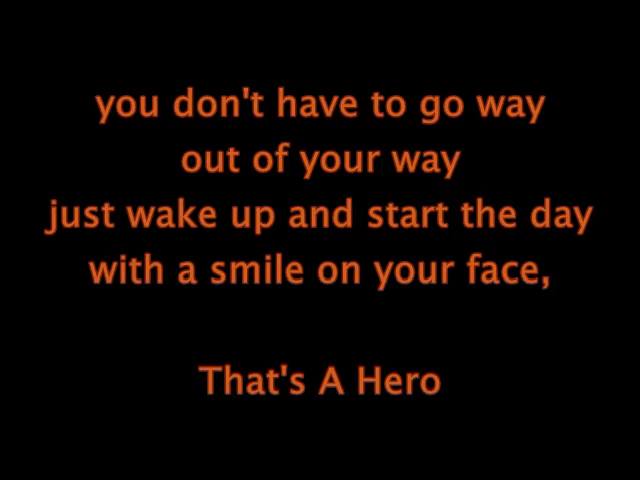 you don't have to go way
out of your way
just wake up and start the day
with a smile on your face,
That's A Hero